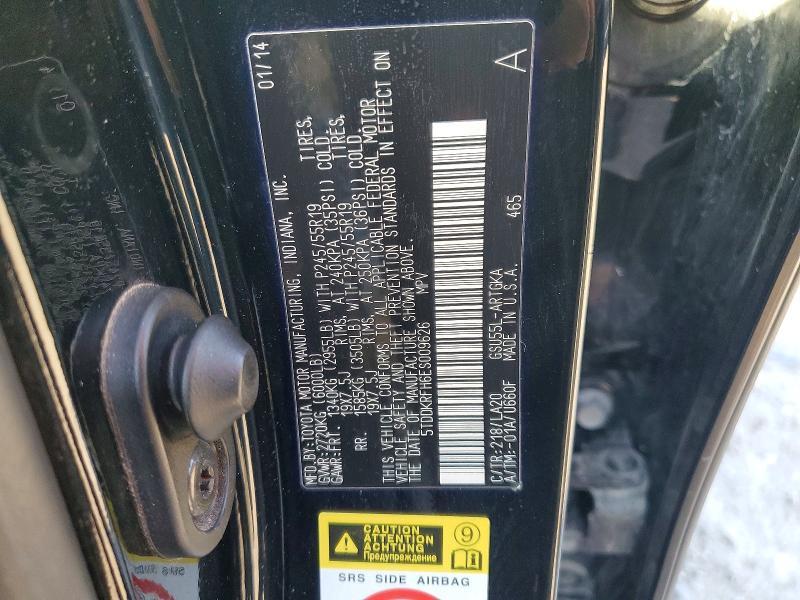 MFD.BY:TOYOTA MOTOR MANUFACTURING, INDIANA, INC. 01/14
GVWR:2720KG (6000LB)
GAWR:FRT. 1340KG (2955LB) WITH P245/55R19 TIRES,
19X7.5J RIMS, AT 240KPA (35PSI) COLD.
RR. 1585KG (3505LB) WITH P245/55R19 TIRES,
19X7.5J RIMS, AT 250KPA (36PSI) COLD.
THIS VEHICLE CONFORMS TO ALL APPLICABLE FEDERAL MOTOR
VEHICLE SAFETY AND THEFT PREVENTION STANDARDS IN EFFECT ON
THE DATE OF MANUFACTURE SHOWN ABOVE.
5TDDKRFH6ES009626 MPV
465
C/TR:218/LA20 GSU55L-ARTGKA
A/TM:-01A/U660F MADE IN U.S.A. A
CAUTION
ATTENTION
ACHTUNG
Предупреждение
9
i
SRS SIDE AIRBAG